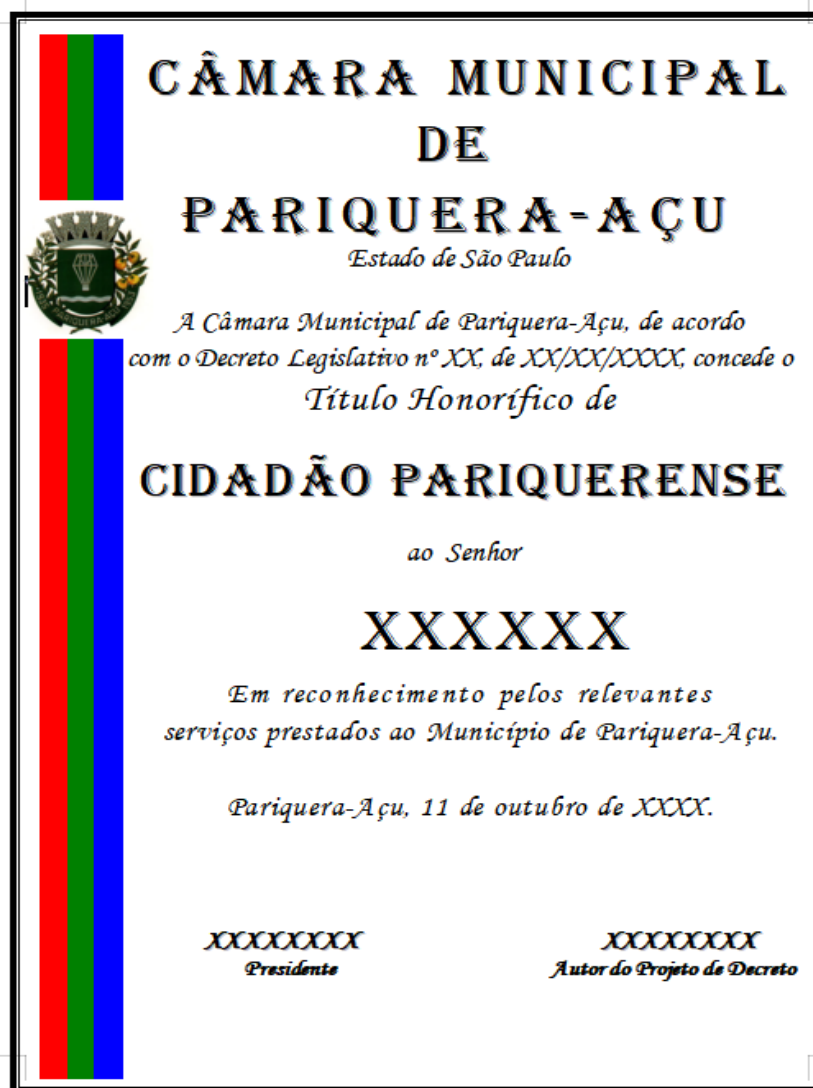 CÂMARA MUNICIPAL
DE
PARIQUERA-AÇU
Estado de São Paulo
A Câmara Municipal de Pariquera-Açu, de acordo
com o Decreto Legislativo nº XX, de XX/XX/XXXX, concede o
Título Honorífico de
CIDADÃO PARIQUERENSE
ao Senhor
XXXXXX
Em reconhecimento pelos relevantes
serviços prestados ao Município de Pariquera-Açu.
Pariquera-Açu, 11 de outubro de XXXX.
XXXXXXXX XXXXXXXX
Presidente Autor do Projeto de Decreto
PARIQUERA-AÇU